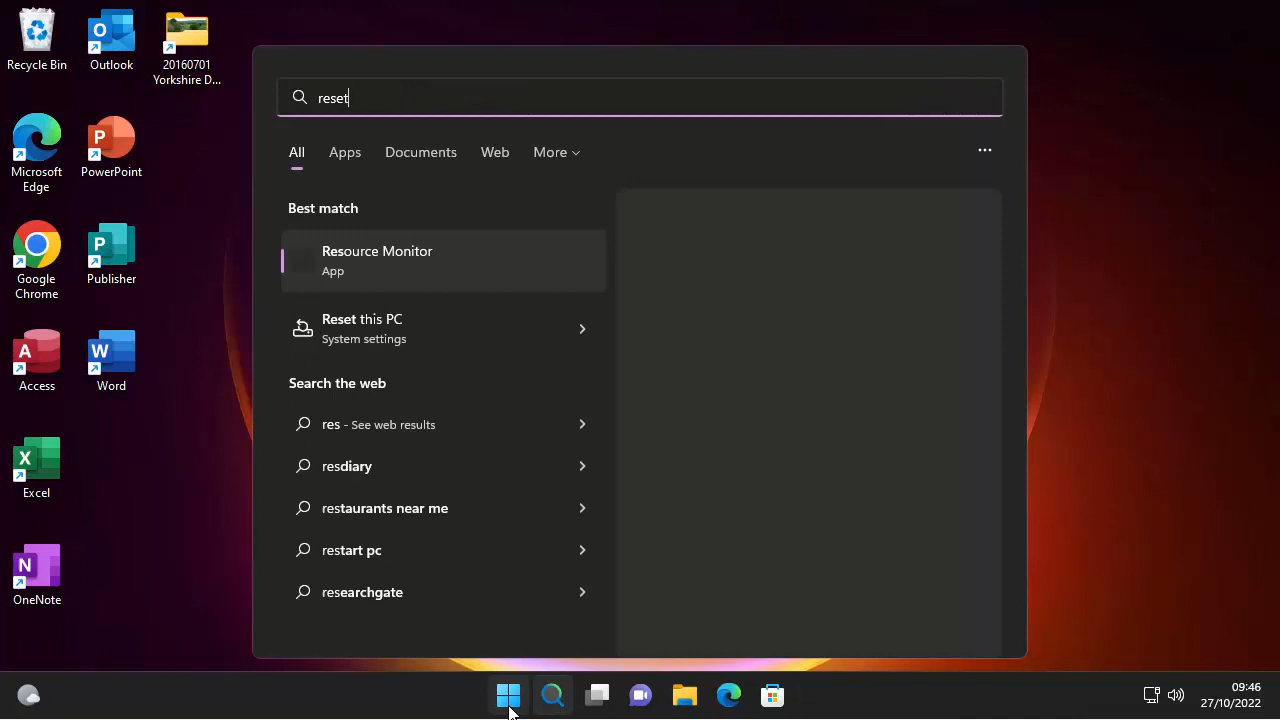 Recycle Bin
Outlook
20160701
Yorkshire D...
Microsoft
Edge
PowerPoint
Google
Chrome
Publisher
Access
Word
Excel
OneNote
reset
All Apps Documents Web More
Best match
Resource Monitor
App
Reset this PC
System settings
Search the web
res - See web results
resdiary
restaurants near me
restart pc
researchgate
09:46
27/10/2022